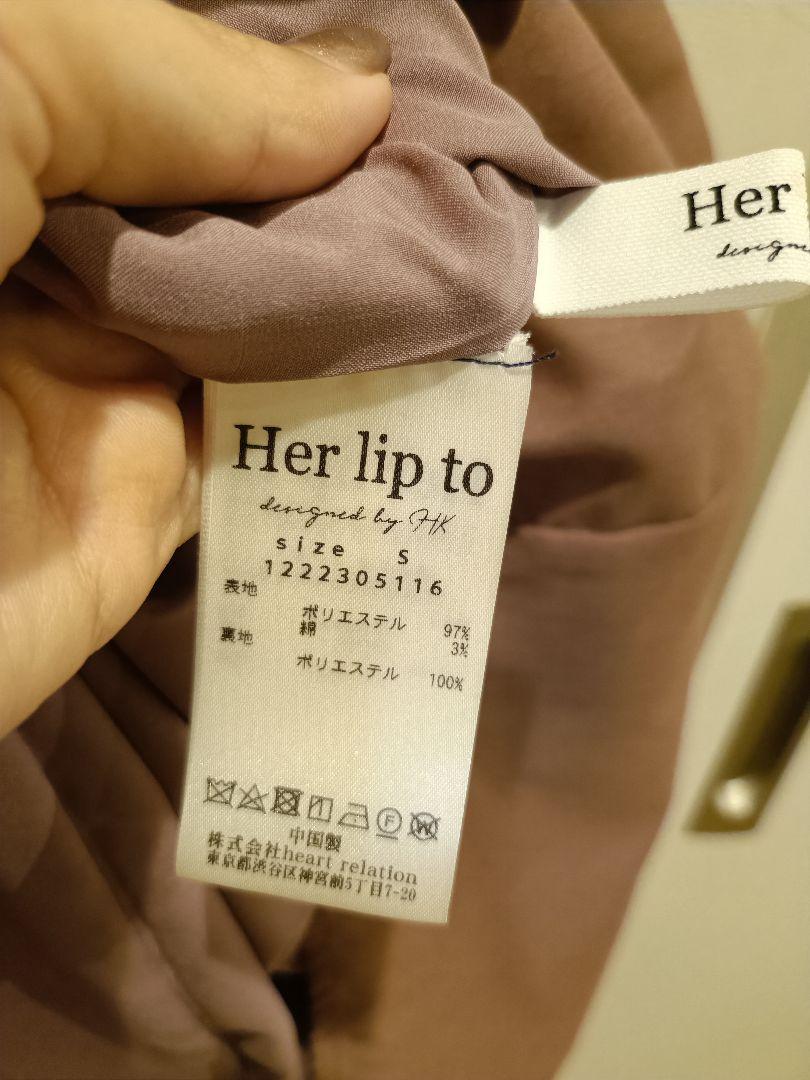 Her
Her lip to
designed by HK
size S
1222305116
表地
ポリエステル 97%
綿 3%
裏地
ポリエステル 100%
F W
中国製
株式会社heart relation
東京都渋谷区神宮前5丁目7-20